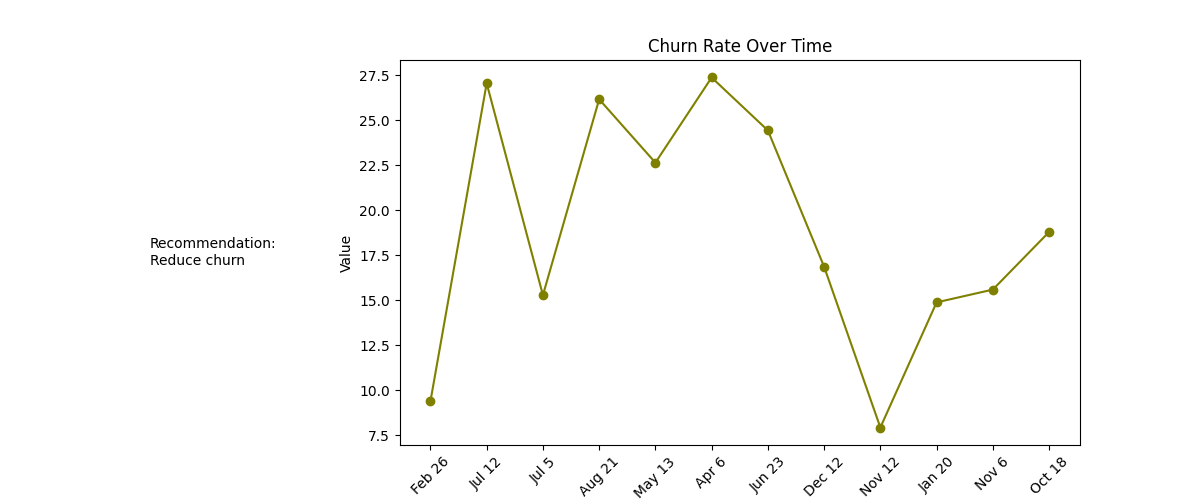 Churn Rate Over Time
Recommendation:
Reduce churn
Value
27.5
25.0
22.5
20.0
17.5
15.0
12.5
10.0
7.5
Feb 26
Jul 12
Jul 5
Aug 21
May 13
Apr 6
Jun 23
Dec 12
Nov 12
Jan 20
Nov 6
Oct 18